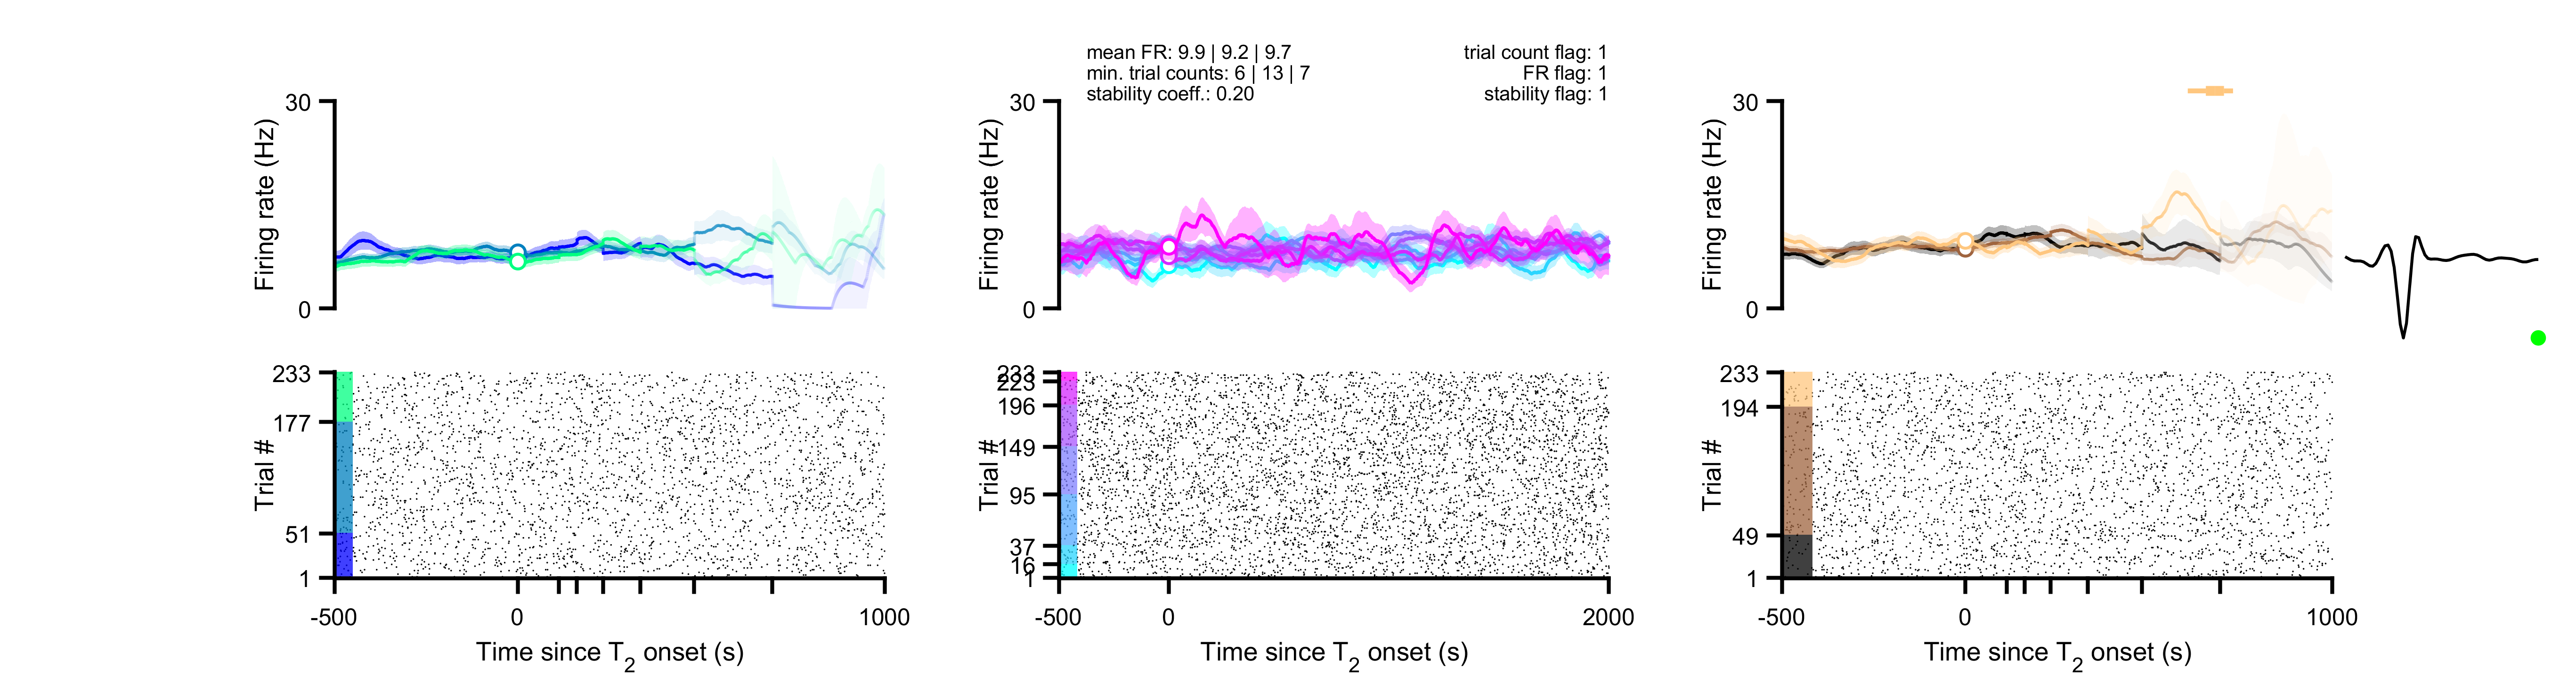 mean FR: 9.9 | 9.2 | 9.7
min. trial counts: 6 | 13 | 7
stability coeff.: 0.20
trial count flag: 1
FR flag: 1
stability flag: 1
30
Firing rate (Hz)
0
30
Firing rate (Hz)
0
30
Firing rate (Hz)
0
233
177
Trial #
51
1
-500
0
1000
Time since T2 onset (s)
233
223
196
149
Trial #
95
37
16
1
-500
0
2000
Time since T2 onset (s)
233
194
Trial #
49
1
-500
0
1000
Time since T2 onset (s)